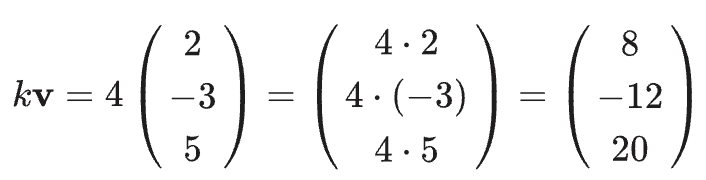 kv = 4 ( 2 −3 5 ) = ( 4 · 2 4 · (−3) 4 · 5 ) = ( 8 −12 20 )